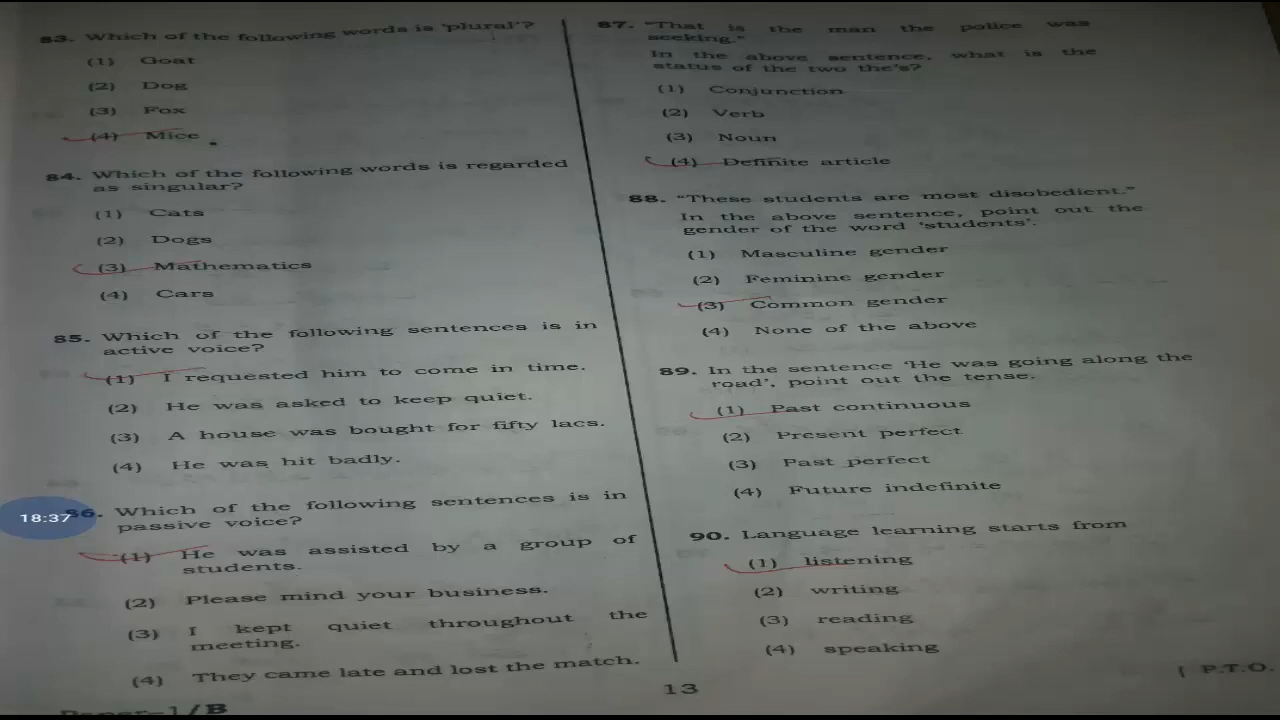 83. Which of the following words is 'plural'?
(1) Goat
(2) Dog
(3) Fox
(4) Mice
84. Which of the following words is regarded
as singular?
(1) Cats
(2) Dogs
(3) Mathematics
(4) Cars
85. Which of the following sentences is in
active voice?
(1) I requested him to come in time.
(2) He was asked to keep quiet.
(3) A house was bought for fifty lacs.
(4) He was hit badly.
18:37
86. Which of the following sentences is in
passive voice?
(1) He was assisted by a group of
students.
(2) Please mind your business.
(3) I kept quiet throughout the
meeting.
(4) They came late and lost the match.
87. "That is the man the police was
seeking."
In the above sentence, what is the
status of the two the's?
(1) Conjunction
(2) Verb
(3) Noun
(4) Definite article
88. "These students are most disobedient."
In the above sentence, point out the
gender of the word 'students'.
(1) Masculine gender
(2) Feminine gender
(3) Common gender
(4) None of the above
89. In the sentence 'He was going along the
road', point out the tense.
(1) Past continuous
(2) Present perfect
(3) Past perfect
(4) Future indefinite
90. Language learning starts from
(1) listening
(2) writing
(3) reading
(4) speaking
Paper-1/B
13
[ P.T.O.